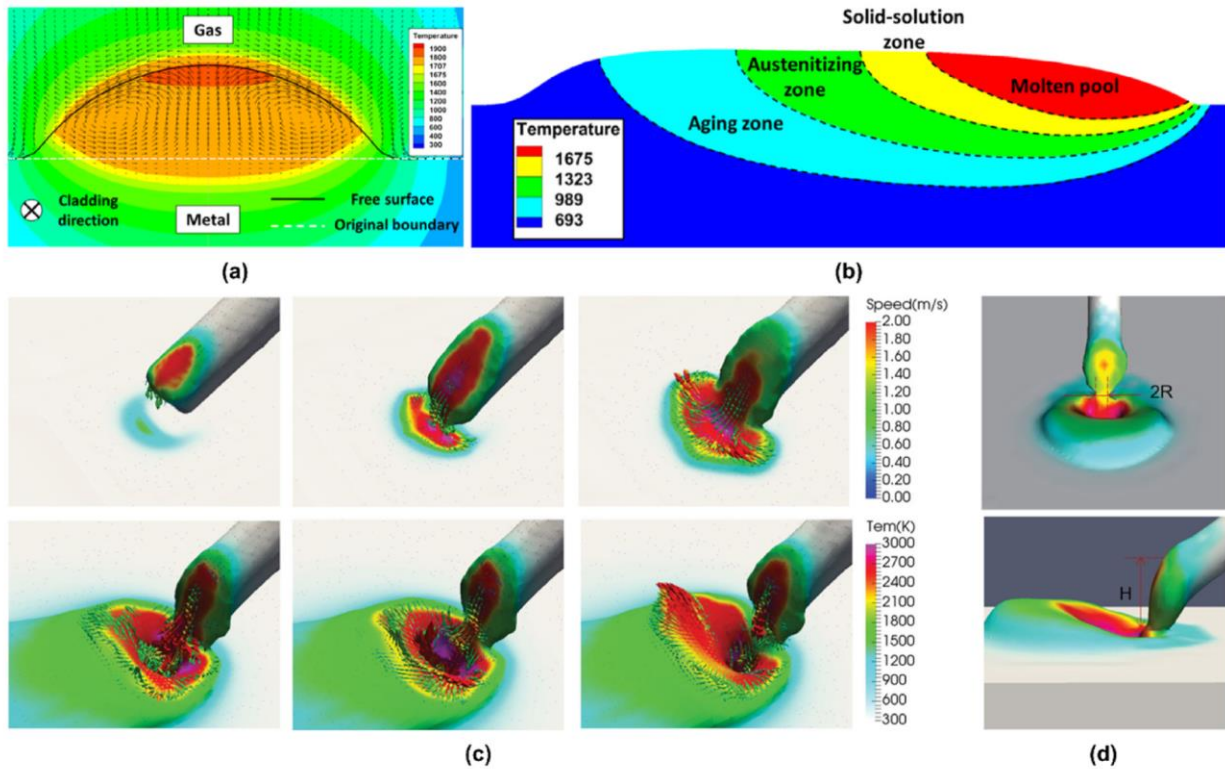 Gas
Temperature
1900
1800
1707
1675
1600
1400
1200
1000
800
600
400
300
Cladding
direction
Metal
Free surface
Original boundary
(a)
Solid-solution
zone
Austenitizing
zone
Molten pool
Aging zone
Temperature
1675
1323
989
693
(b)
Speed(m/s)
2.00
1.80
1.60
1.40
1.20
1.00
0.80
0.60
0.40
0.20
0.00
Tem(K)
3000
2700
2400
2100
1800
1500
1200
900
600
300
(c)
2R
H
(d)